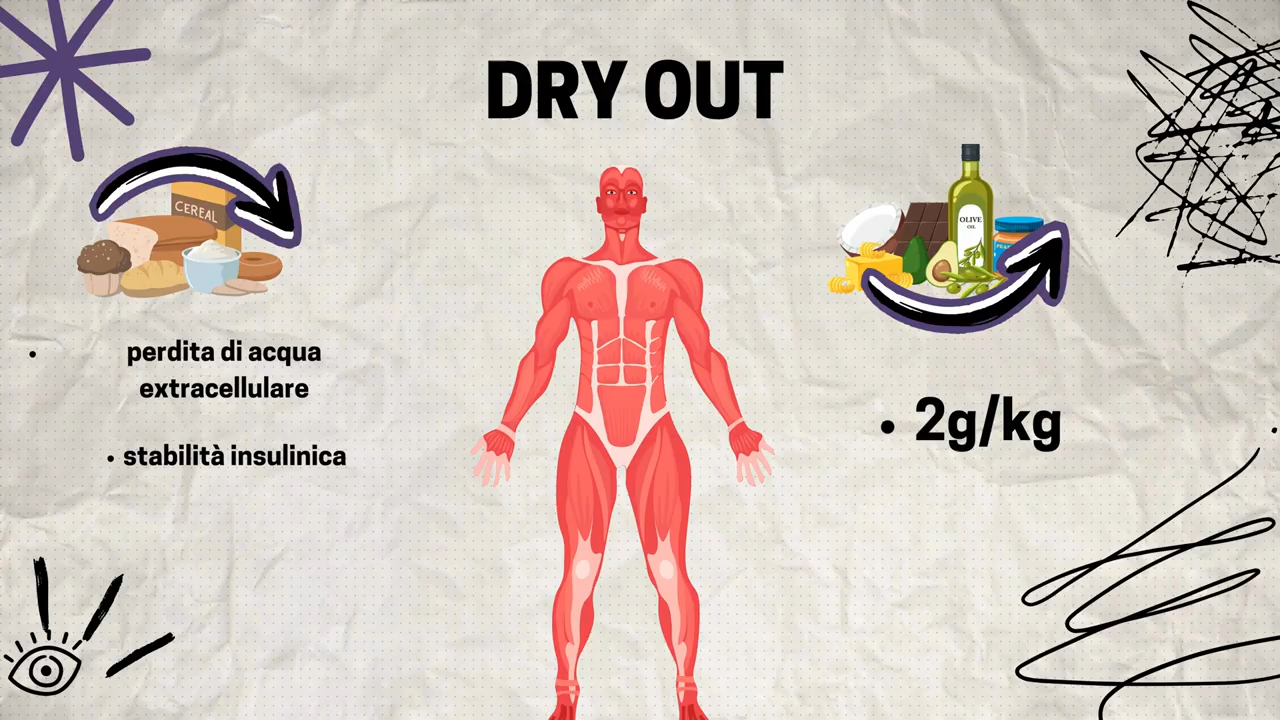 DRY OUT
CEREAL
OLIVE
OIL
• perdita di acqua
extracellulare
• stabilità insulinica
• 2g/kg